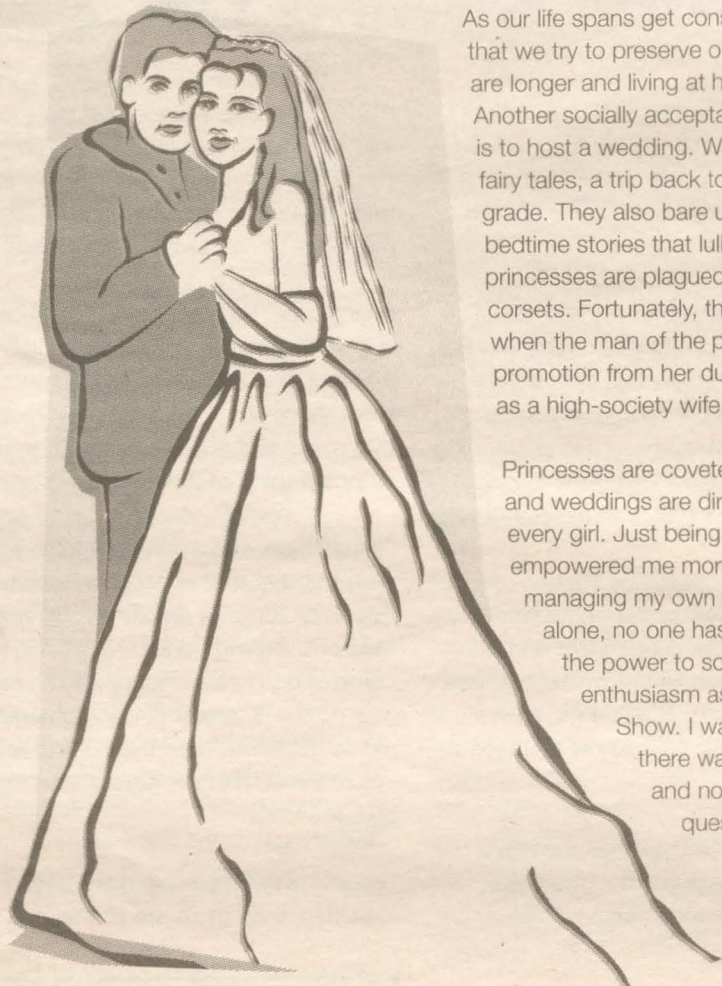 As our life spans get cons
that we try to preserve o
are longer and living at h
Another socially accepta
is to host a wedding. W
fairy tales, a trip back to
grade. They also bare u
bedtime stories that lull
princesses are plagued
corsets. Fortunately, th
when the man of the p
promotion from her du
as a high-society wife
Princesses are covete
and weddings are dir
every girl. Just being
empowered me mor
managing my own
alone, no one has
the power to sc
enthusiasm as
Show. I wa
there wa
and no
ques